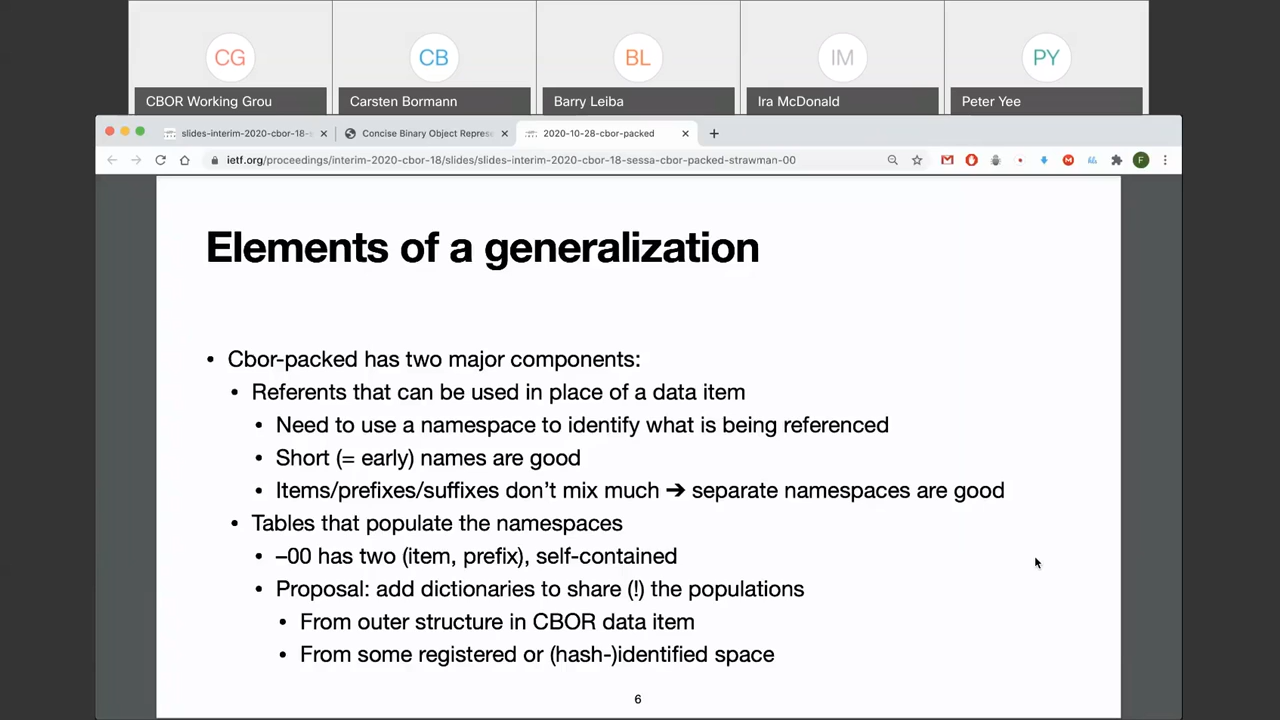 CG
CB
BL
IM
PY
CBOR Working Grou
Carsten Bormann
Barry Leiba
Ira McDonald
Peter Yee
slides-interim-2020-cbor-18-s
Concise Binary Object Represe
2020-10-28-cbor-packed
ietf.org/proceedings/interim-2020-cbor-18/slides/slides-interim-2020-cbor-18-sessa-cbor-packed-strawman-00
F
Elements of a generalization
• Cbor-packed has two major components:
• Referents that can be used in place of a data item
• Need to use a namespace to identify what is being referenced
• Short (= early) names are good
• Items/prefixes/suffixes don't mix much ➔ separate namespaces are good
• Tables that populate the namespaces
• –00 has two (item, prefix), self-contained
• Proposal: add dictionaries to share (!) the populations
• From outer structure in CBOR data item
• From some registered or (hash-)identified space
6